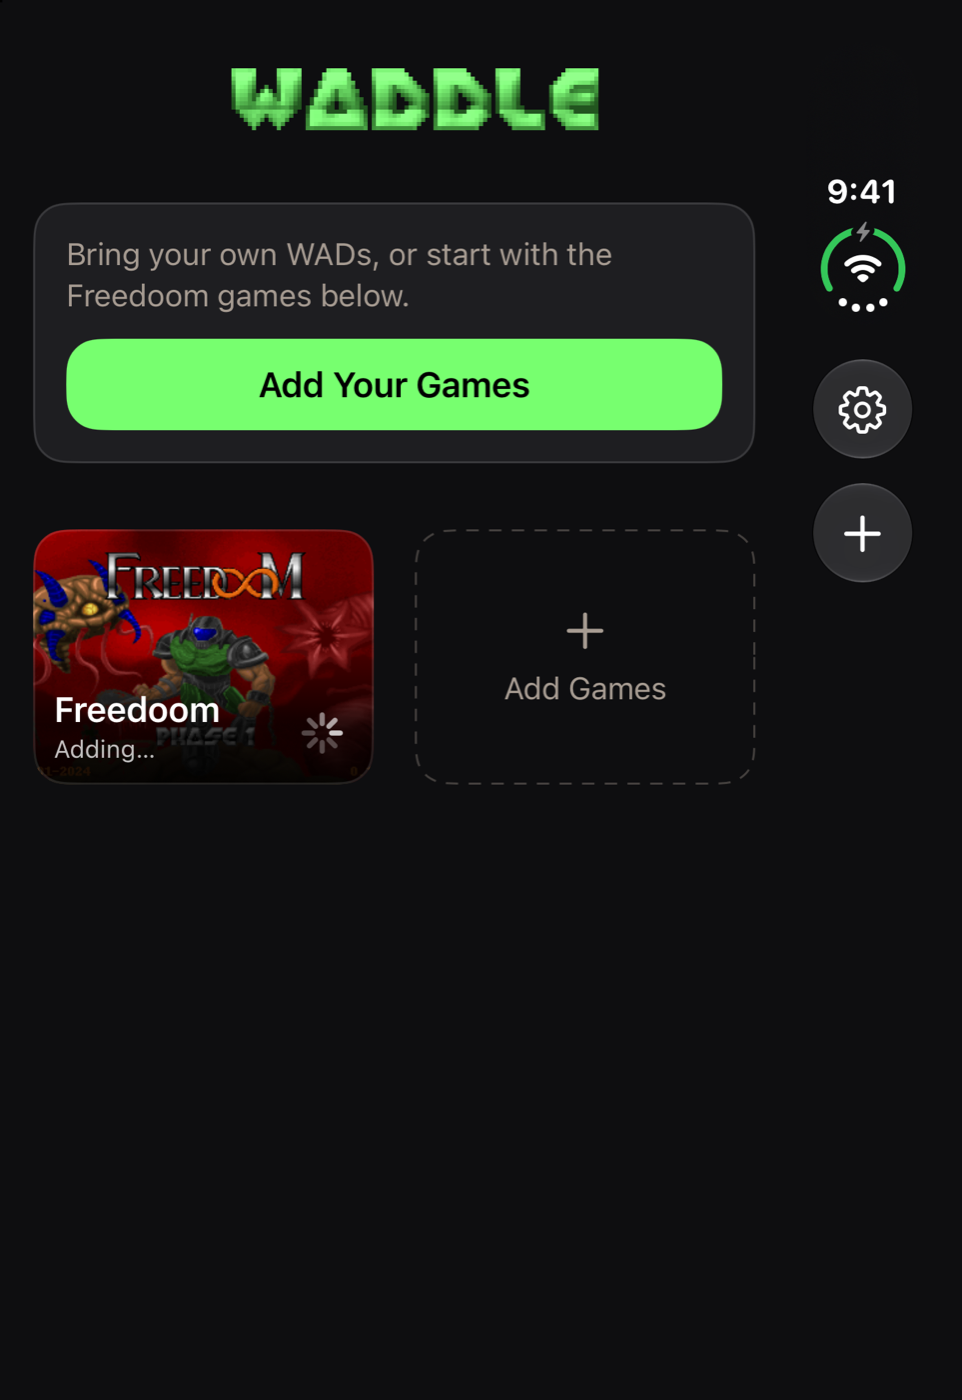 WADDLE
9:41
Bring your own WADs, or start with the
Freedoom games below.
Add Your Games
FREEDOOM
Freedoom
PHASE 1
Adding...
Add Games